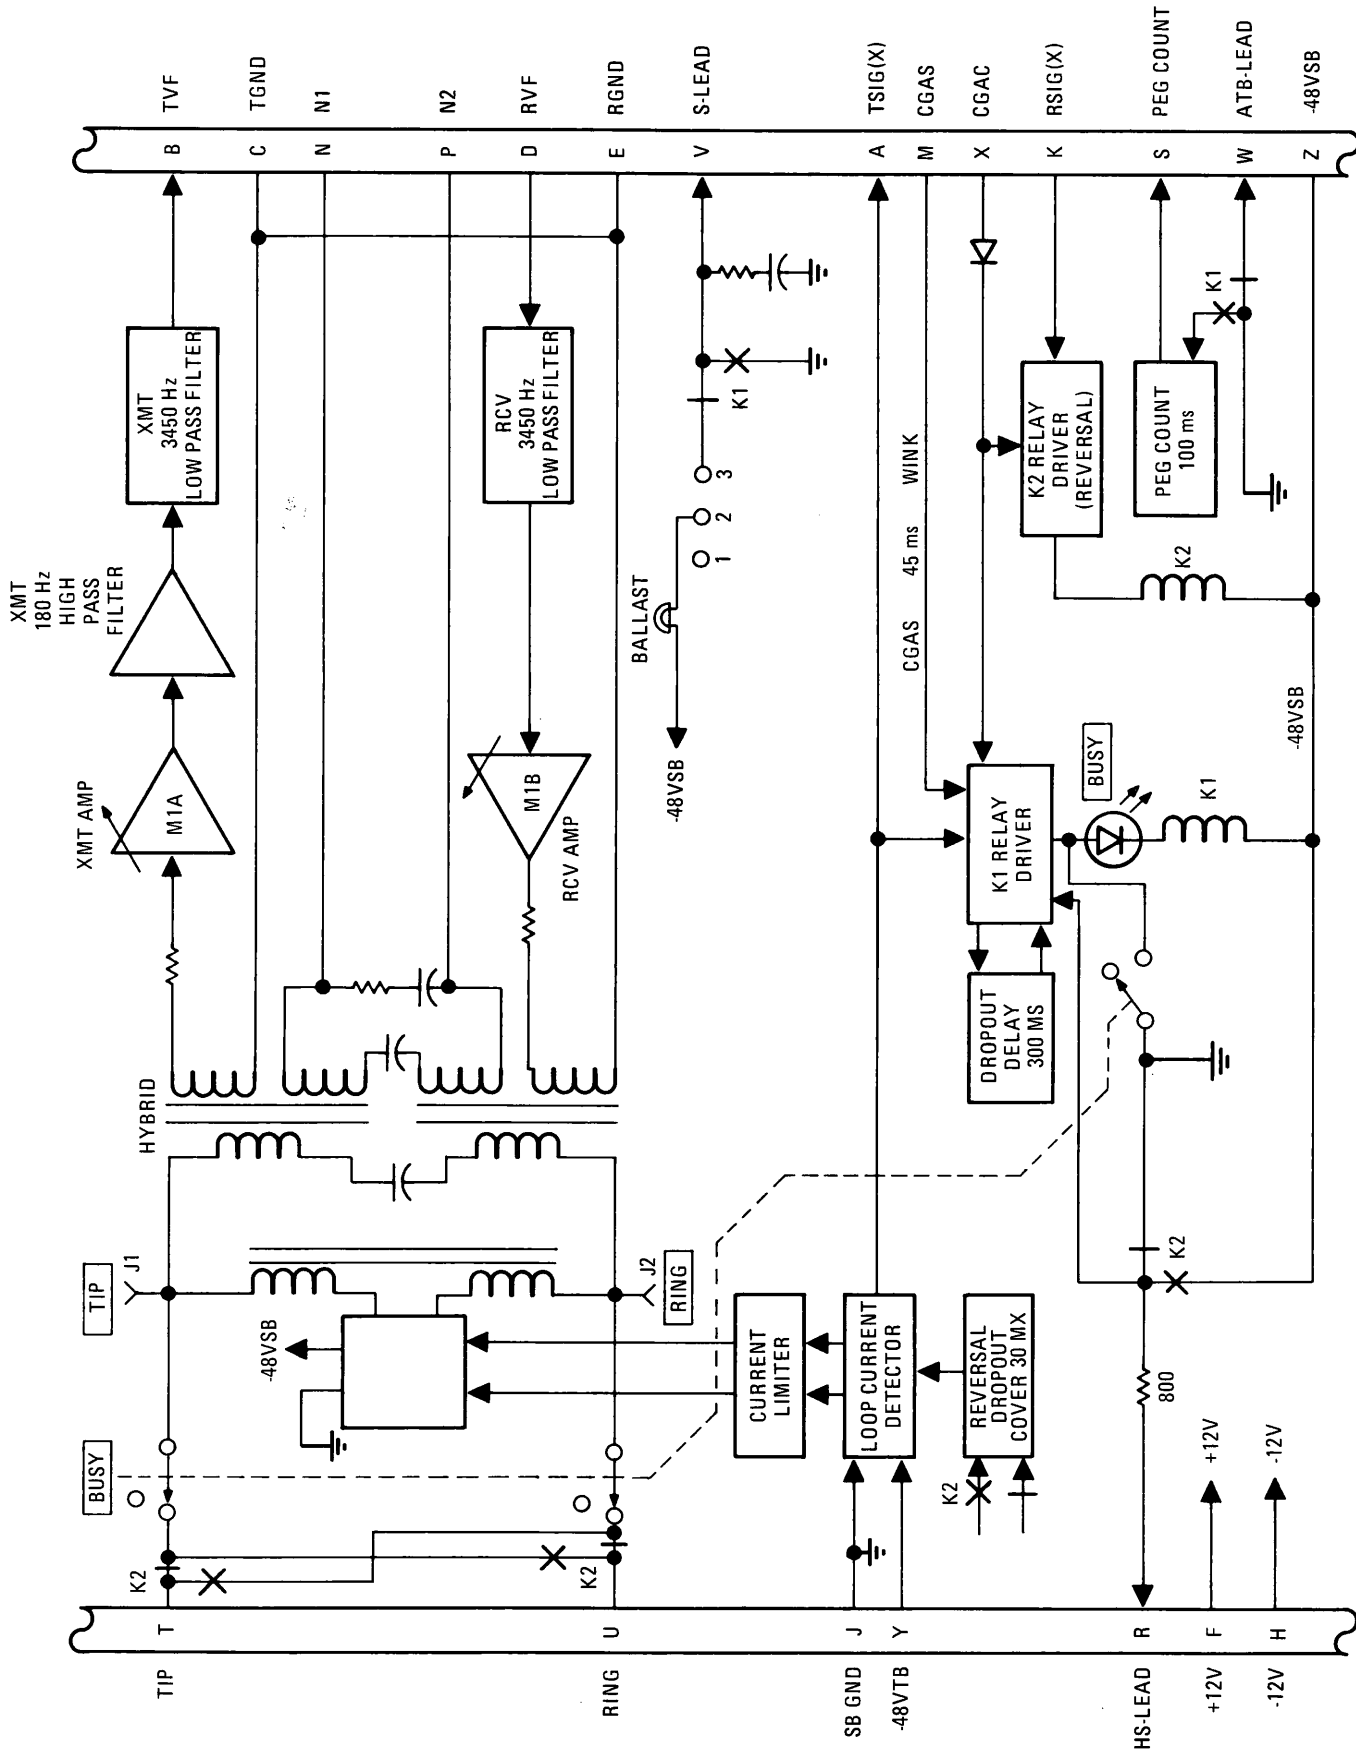 TIP
T
K2
BUSY
TIP
J1
HYBRID
XMT AMP
M1A
XMT
180 Hz
HIGH
PASS
FILTER
XMT
3450 Hz
LOW PASS FILTER
B
TVF
C
TGND
N
N1
P
N2
-48VSB
RCV AMP
M1B
RCV
3450 Hz
LOW PASS FILTER
D
RVF
E
RGND
RING
U
K2
J2
RING
-48VSB
BALLAST
1
2
3
K1
V
S-LEAD
CURRENT
LIMITER
SB GND
J
-48VTB
Y
LOOP CURRENT
DETECTOR
A
TSIG(X)
CGAS
45 ms
WINK
M
CGAS
X
CGAC
K2
REVERSAL
DROPOUT
COVER 30 MX
DROPOUT
DELAY
300 MS
K1 RELAY
DRIVER
K2 RELAY
DRIVER
(REVERSAL)
K
RSIG(X)
BUSY
K2
PEG COUNT
100 ms
K1
S
PEG COUNT
HS-LEAD
R
800
K2
K1
W
ATB-LEAD
+12V
F
+12V
-12V
H
-12V
-48VSB
Z
-48VSB